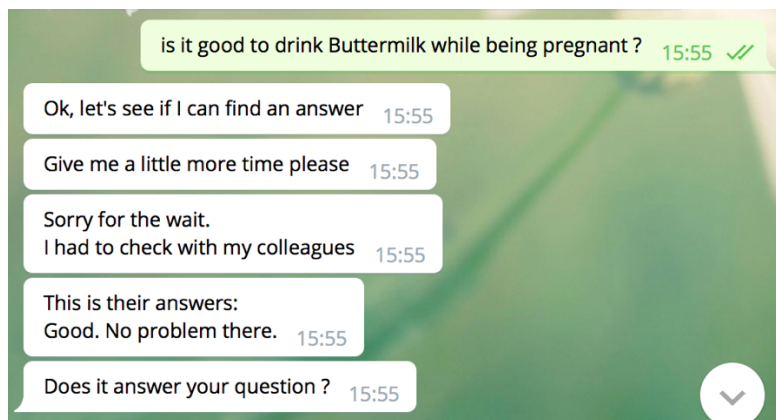 is it good to drink Buttermilk while being pregnant ? 15:55
Ok, let's see if I can find an answer 15:55
Give me a little more time please 15:55
Sorry for the wait.
I had to check with my colleagues 15:55
This is their answers:
Good. No problem there. 15:55
Does it answer your question ? 15:55